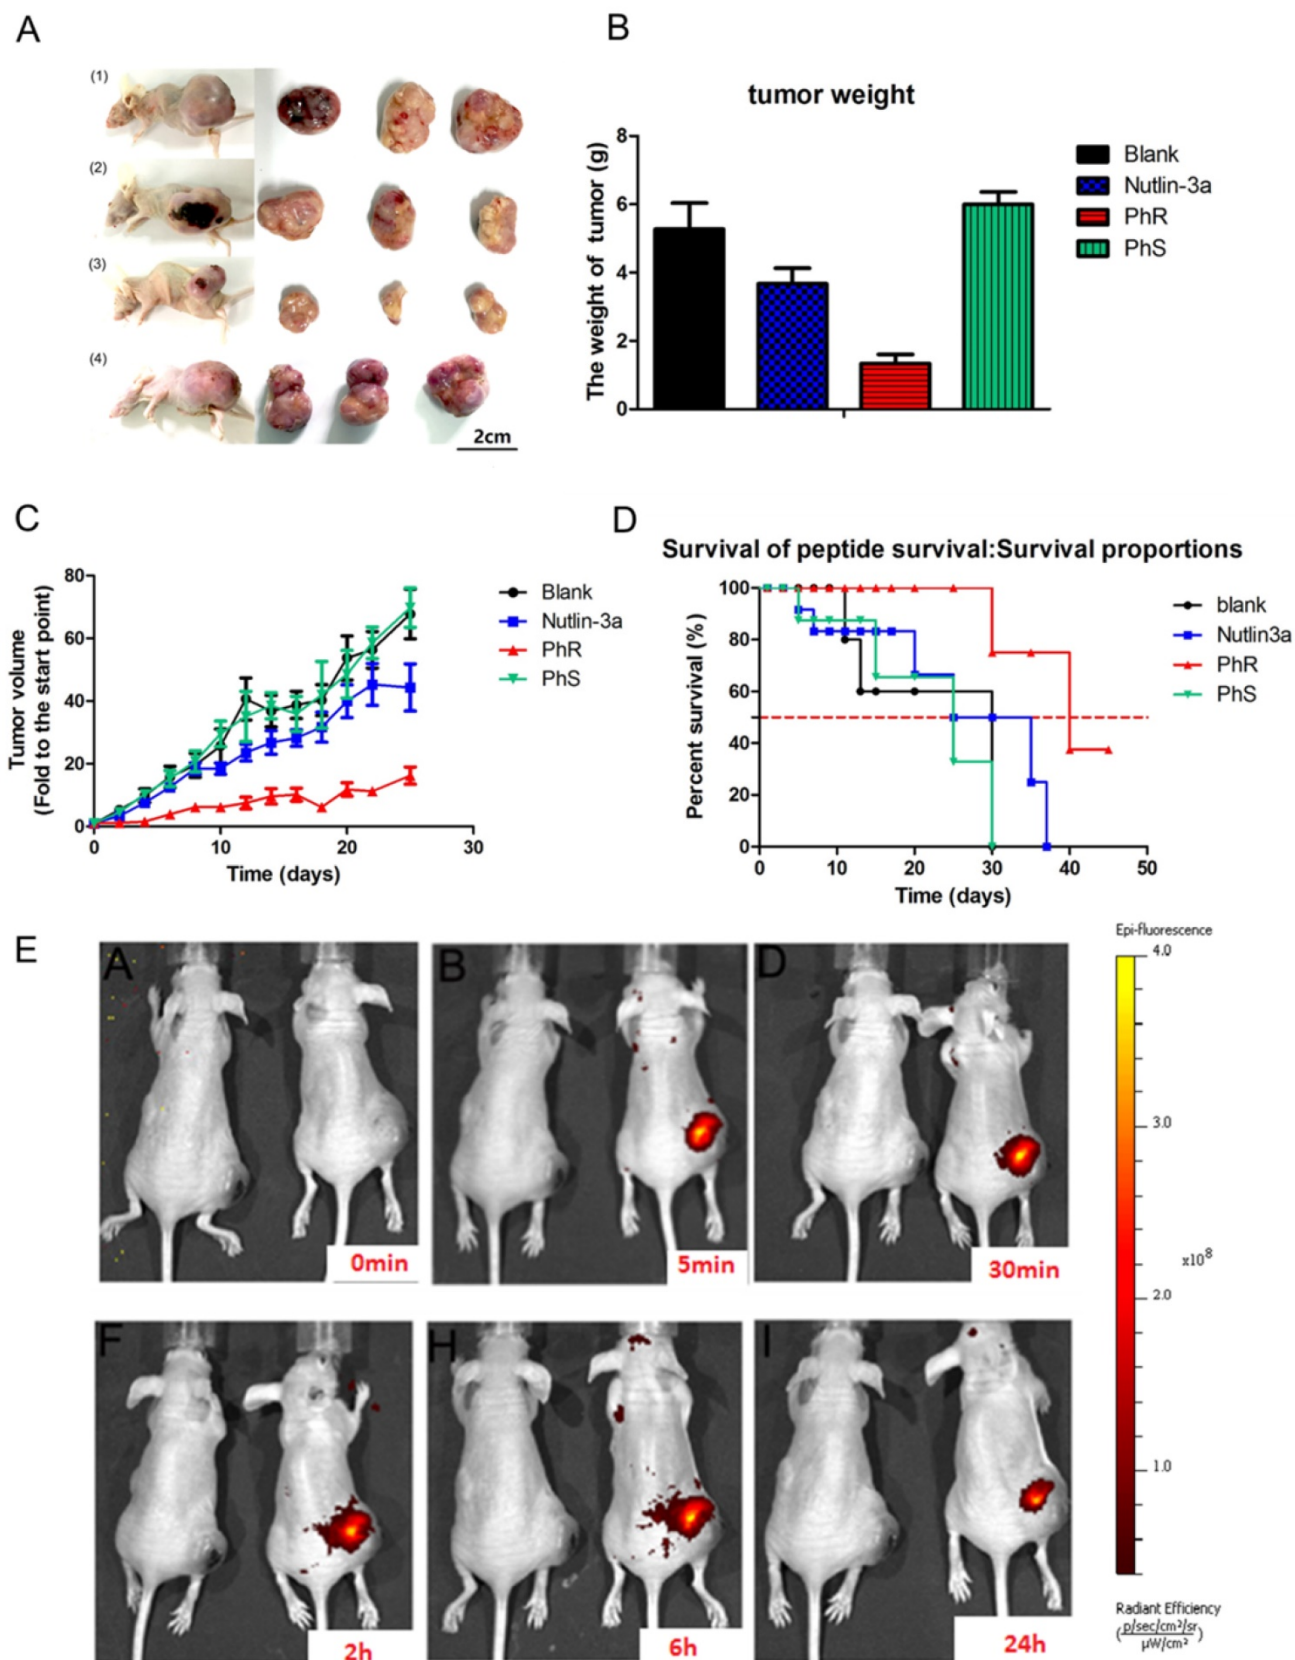 A
(1)
(2)
(3)
(4)
2cm
B
tumor weight
The weight of tumor (g)
8
6
4
2
0
Blank
Nutlin-3a
PhR
PhS
C
Tumor volume
(Fold to the start point)
80
60
40
20
0
0 10 20 30
Time (days)
Blank
Nutlin-3a
PhR
PhS
D
Survival of peptide survival:Survival proportions
Percent survival (%)
100
80
60
40
20
0
0 10 20 30 40 50
Time (days)
blank
Nutlin3a
PhR
PhS
E
A
0min
B
5min
D
30min
F
2h
H
6h
I
24h
Epi-fluorescence
4.0
3.0
x10⁸
2.0
1.0
Radiant Efficiency
(p/sec/cm²/sr
µW/cm²)